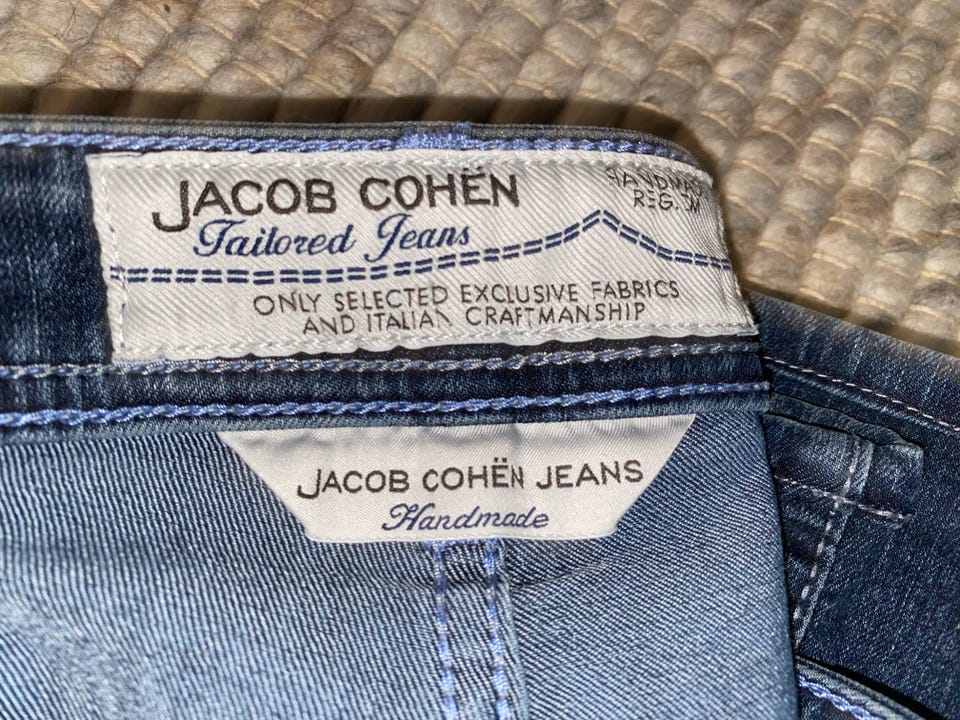 JACOB COHËN
Tailored Jeans
HANDMADE
REG.
ONLY SELECTED EXCLUSIVE FABRICS
AND ITALIAN CRAFTMANSHIP
JACOB COHËN JEANS
Handmade